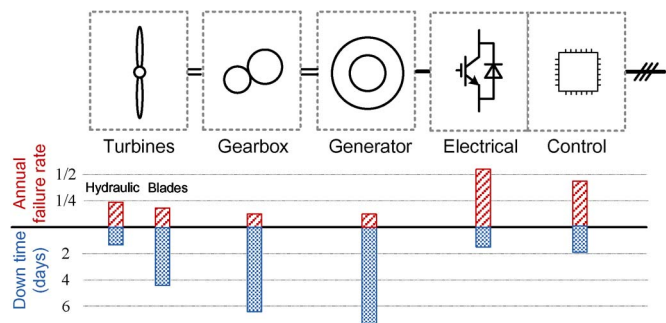 Turbines Gearbox Generator Electrical Control
Annual
failure rate
1/2
1/4
Hydraulic Blades
Down time
(days)
2
4
6